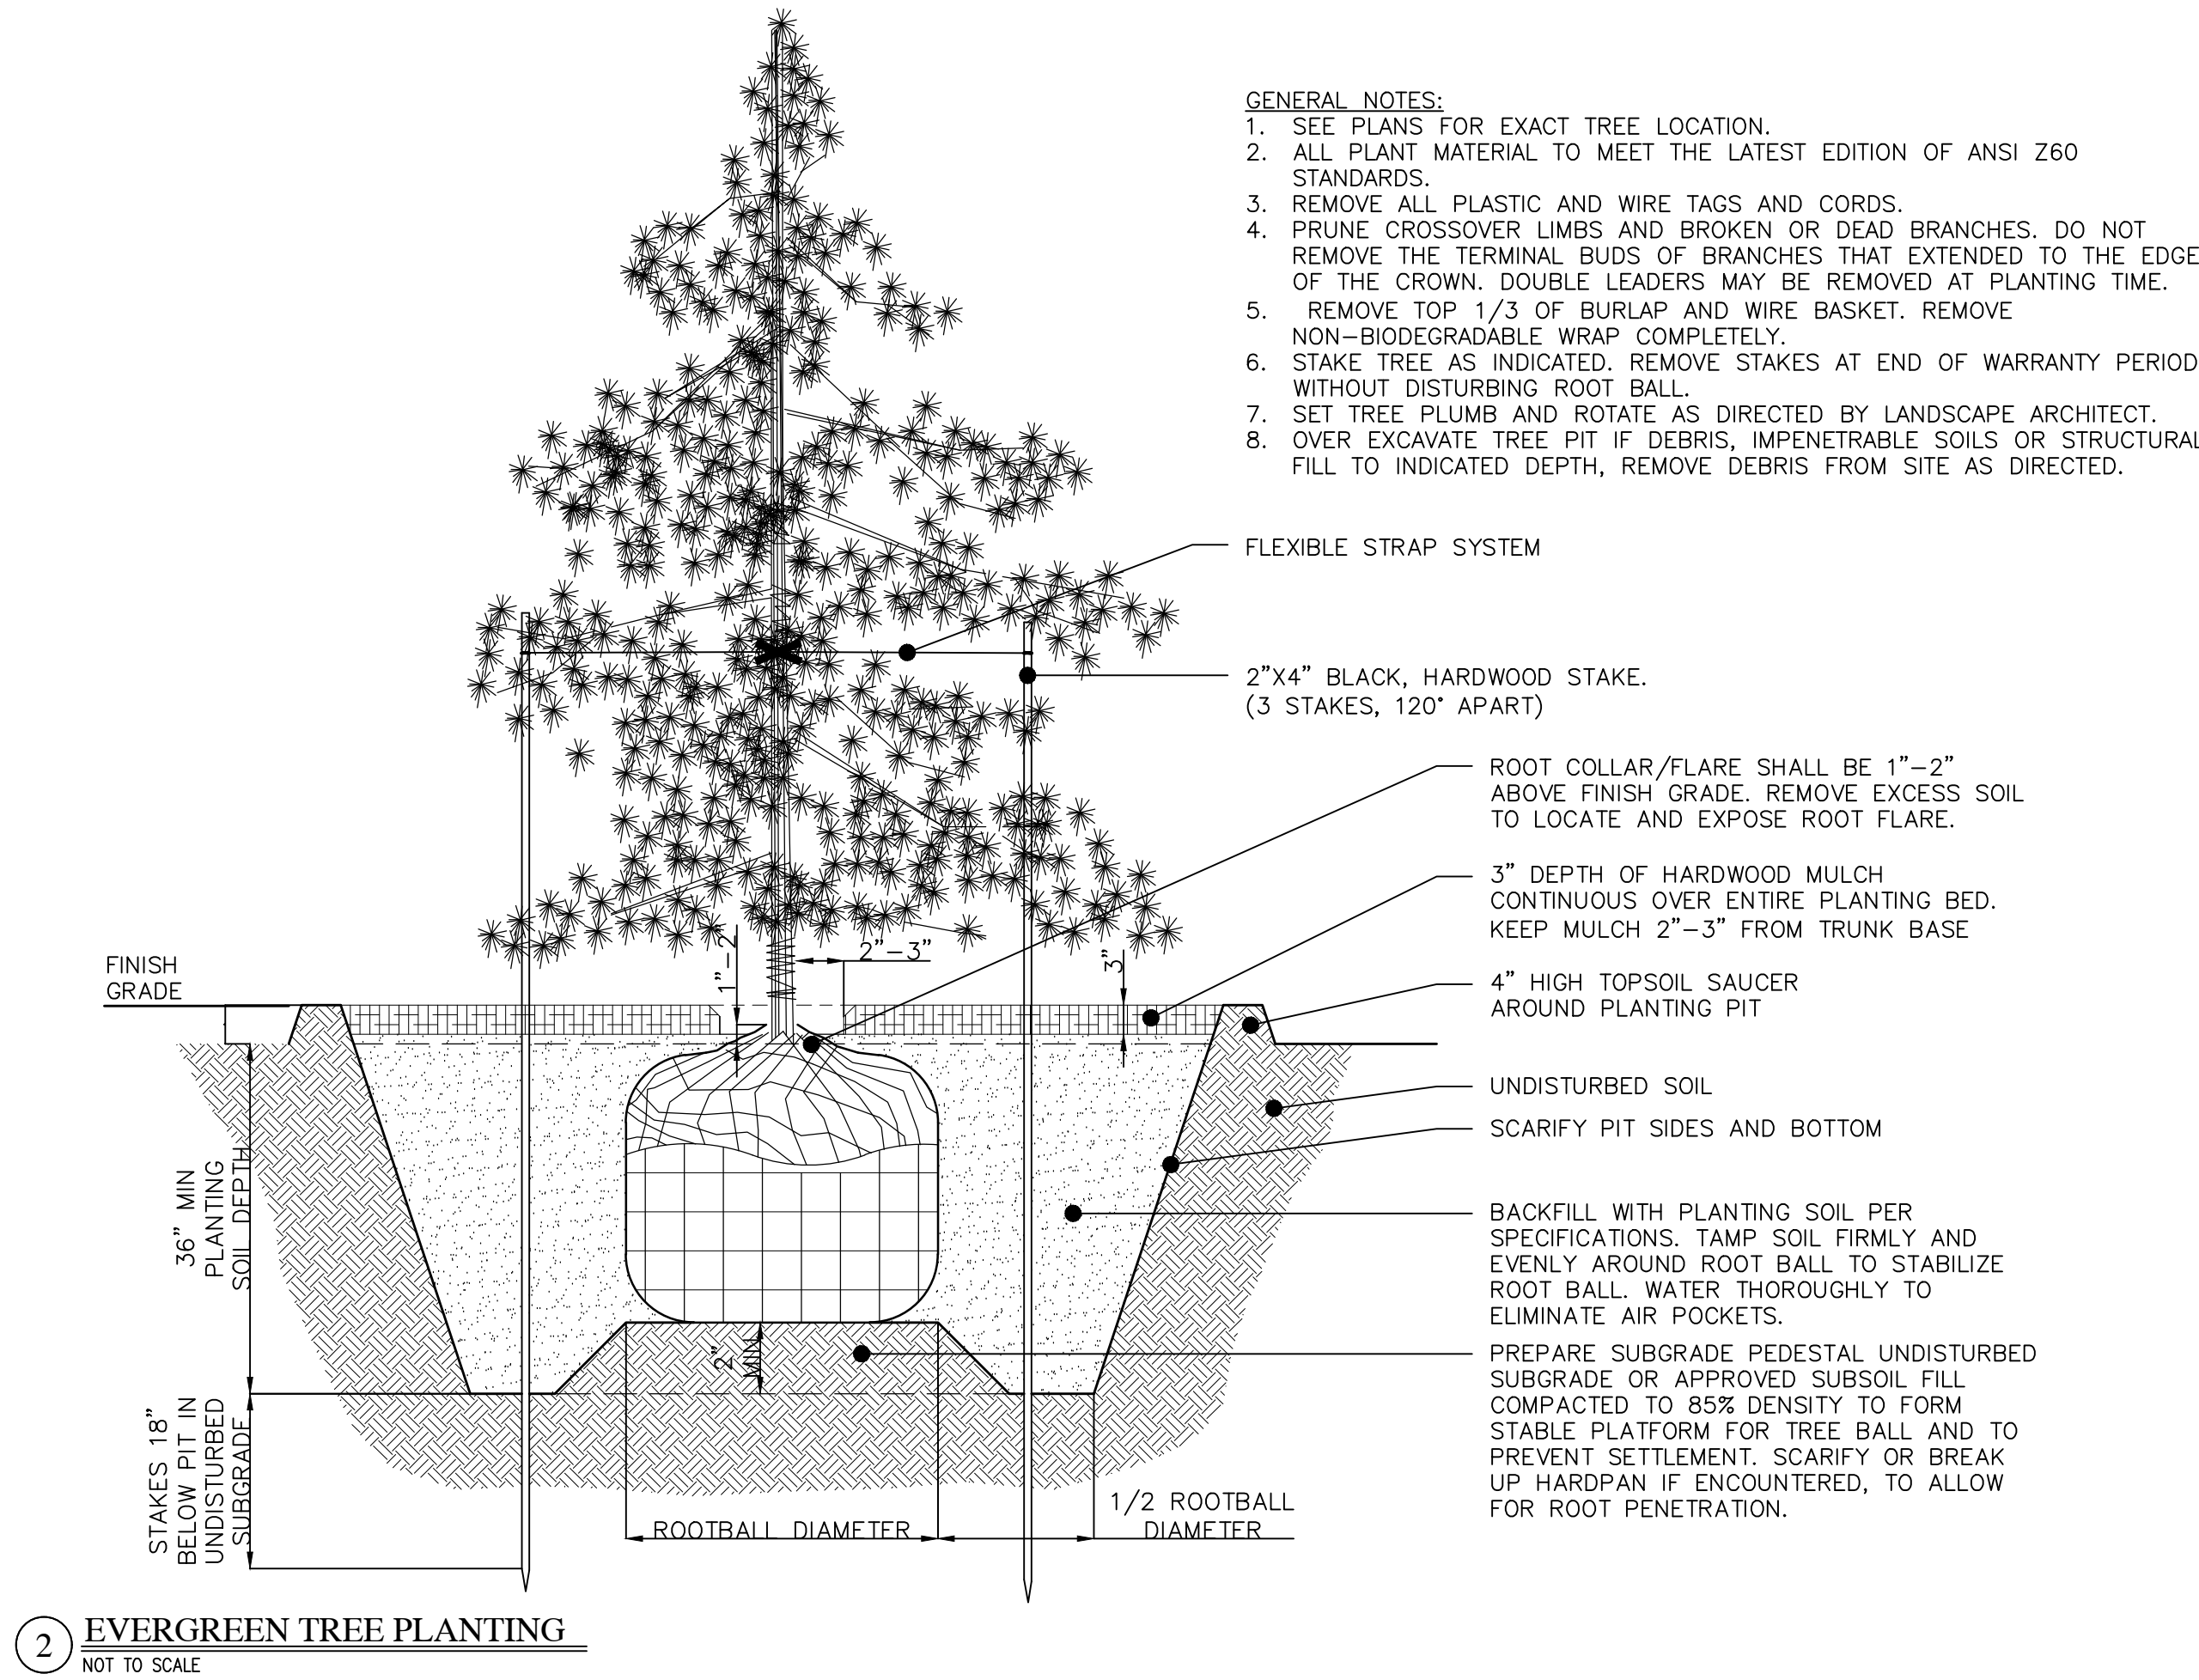 GENERAL NOTES:
1. SEE PLANS FOR EXACT TREE LOCATION.
2. ALL PLANT MATERIAL TO MEET THE LATEST EDITION OF ANSI Z60
STANDARDS.
3. REMOVE ALL PLASTIC AND WIRE TAGS AND CORDS.
4. PRUNE CROSSOVER LIMBS AND BROKEN OR DEAD BRANCHES. DO NOT
REMOVE THE TERMINAL BUDS OF BRANCHES THAT EXTENDED TO THE EDGE
OF THE CROWN. DOUBLE LEADERS MAY BE REMOVED AT PLANTING TIME.
5. REMOVE TOP 1/3 OF BURLAP AND WIRE BASKET. REMOVE
NON-BIODEGRADABLE WRAP COMPLETELY.
6. STAKE TREE AS INDICATED. REMOVE STAKES AT END OF WARRANTY PERIOD
WITHOUT DISTURBING ROOT BALL.
7. SET TREE PLUMB AND ROTATE AS DIRECTED BY LANDSCAPE ARCHITECT.
8. OVER EXCAVATE TREE PIT IF DEBRIS, IMPENETRABLE SOILS OR STRUCTURAL
FILL TO INDICATED DEPTH, REMOVE DEBRIS FROM SITE AS DIRECTED.
FLEXIBLE STRAP SYSTEM
2"X4" BLACK, HARDWOOD STAKE.
(3 STAKES, 120° APART)
ROOT COLLAR/FLARE SHALL BE 1"-2"
ABOVE FINISH GRADE. REMOVE EXCESS SOIL
TO LOCATE AND EXPOSE ROOT FLARE.
3" DEPTH OF HARDWOOD MULCH
CONTINUOUS OVER ENTIRE PLANTING BED.
KEEP MULCH 2"-3" FROM TRUNK BASE
4" HIGH TOPSOIL SAUCER
AROUND PLANTING PIT
UNDISTURBED SOIL
SCARIFY PIT SIDES AND BOTTOM
BACKFILL WITH PLANTING SOIL PER
SPECIFICATIONS. TAMP SOIL FIRMLY AND
EVENLY AROUND ROOT BALL TO STABILIZE
ROOT BALL. WATER THOROUGHLY TO
ELIMINATE AIR POCKETS.
PREPARE SUBGRADE PEDESTAL UNDISTURBED
SUBGRADE OR APPROVED SUBSOIL FILL
COMPACTED TO 85% DENSITY TO FORM
STABLE PLATFORM FOR TREE BALL AND TO
PREVENT SETTLEMENT. SCARIFY OR BREAK
UP HARDPAN IF ENCOUNTERED, TO ALLOW
FOR ROOT PENETRATION.
FINISH
GRADE
1"-2"
2"-3"
3"
36" MIN
PLANTING
SOIL DEPTH
2"
MIN
STAKES 18"
BELOW PIT IN
UNDISTURBED
SUBGRADE
ROOTBALL DIAMETER
1/2 ROOTBALL
DIAMETER
2
EVERGREEN TREE PLANTING
NOT TO SCALE